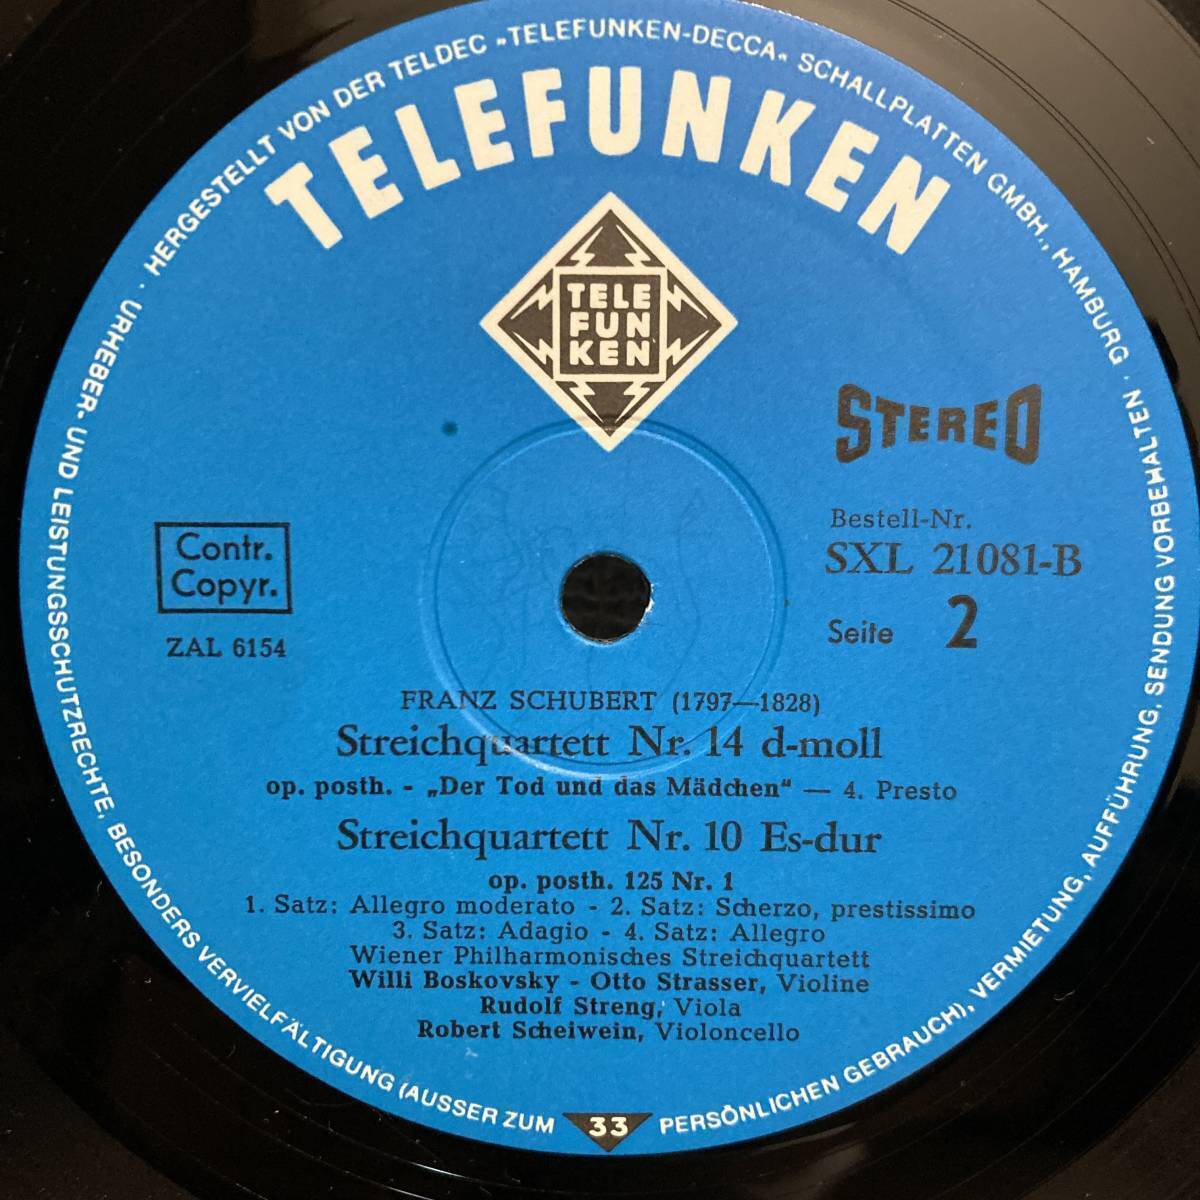 HERGESTELLT VON DER TELDEC »TELEFUNKEN-DECCA« SCHALLPLATTEN GMBH., HAMBURG ·
URHEBER- UND LEISTUNGSSCHUTZRECHTE, BESONDERS VERVIELFÄLTIGUNG (AUSSER ZUM
PERSÖNLICHEN GEBRAUCH), VERMIETUNG, AUFFÜHRUNG, SENDUNG VORBEHALTEN ·
TELEFUNKEN
TELE
FUN
KEN
STEREO
Bestell-Nr.
SXL 21081-B
Seite 2
Contr.
Copyr.
ZAL 6154
FRANZ SCHUBERT (1797—1828)
Streichquartett Nr. 14 d-moll
op. posth. - „Der Tod und das Mädchen“ — 4. Presto
Streichquartett Nr. 10 Es-dur
op. posth. 125 Nr. 1
1. Satz: Allegro moderato - 2. Satz: Scherzo, prestissimo
3. Satz: Adagio - 4. Satz: Allegro
Wiener Philharmonisches Streichquartett
Willi Boskovsky - Otto Strasser, Violine
Rudolf Streng, Viola
Robert Scheiwein, Violoncello
33